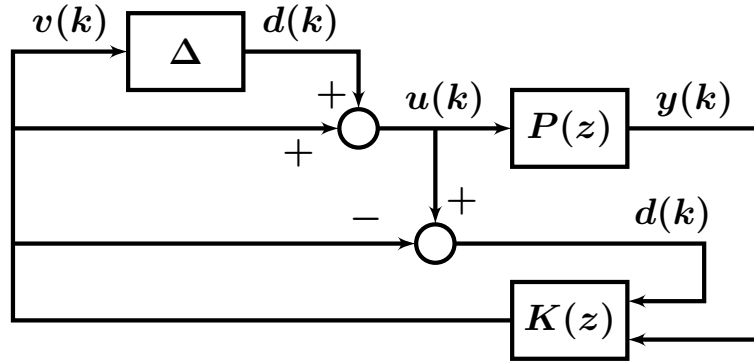 v(k) Δ d(k)
+ u(k) P(z) y(k)
+
+
− d(k)
K(z)